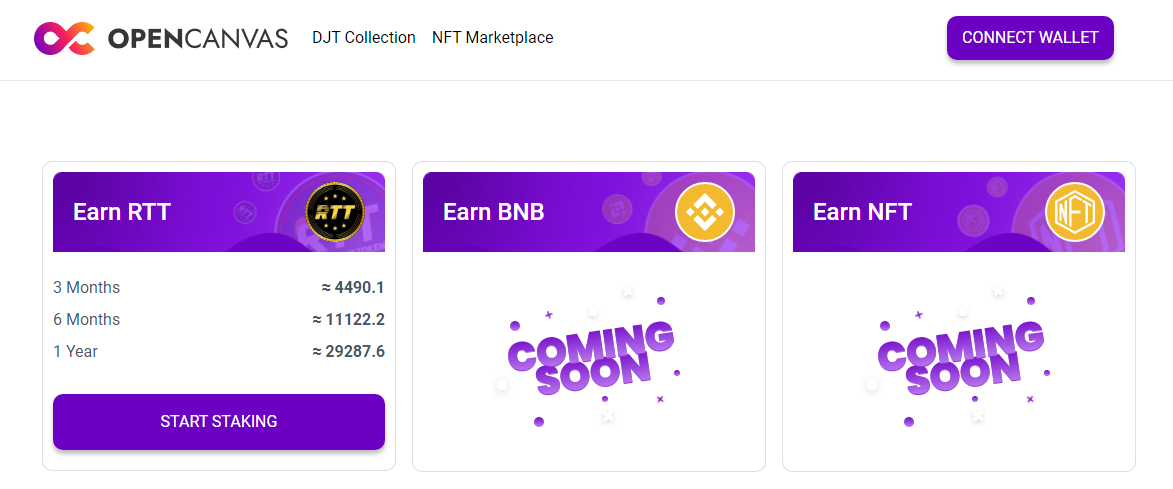 OPENCANVAS DJT Collection NFT Marketplace CONNECT WALLET
Earn RTT RTT
3 Months ≈ 4490.1
6 Months ≈ 11122.2
1 Year ≈ 29287.6
START STAKING
Earn BNB
COMING
SOON
Earn NFT NFT
COMING
SOON